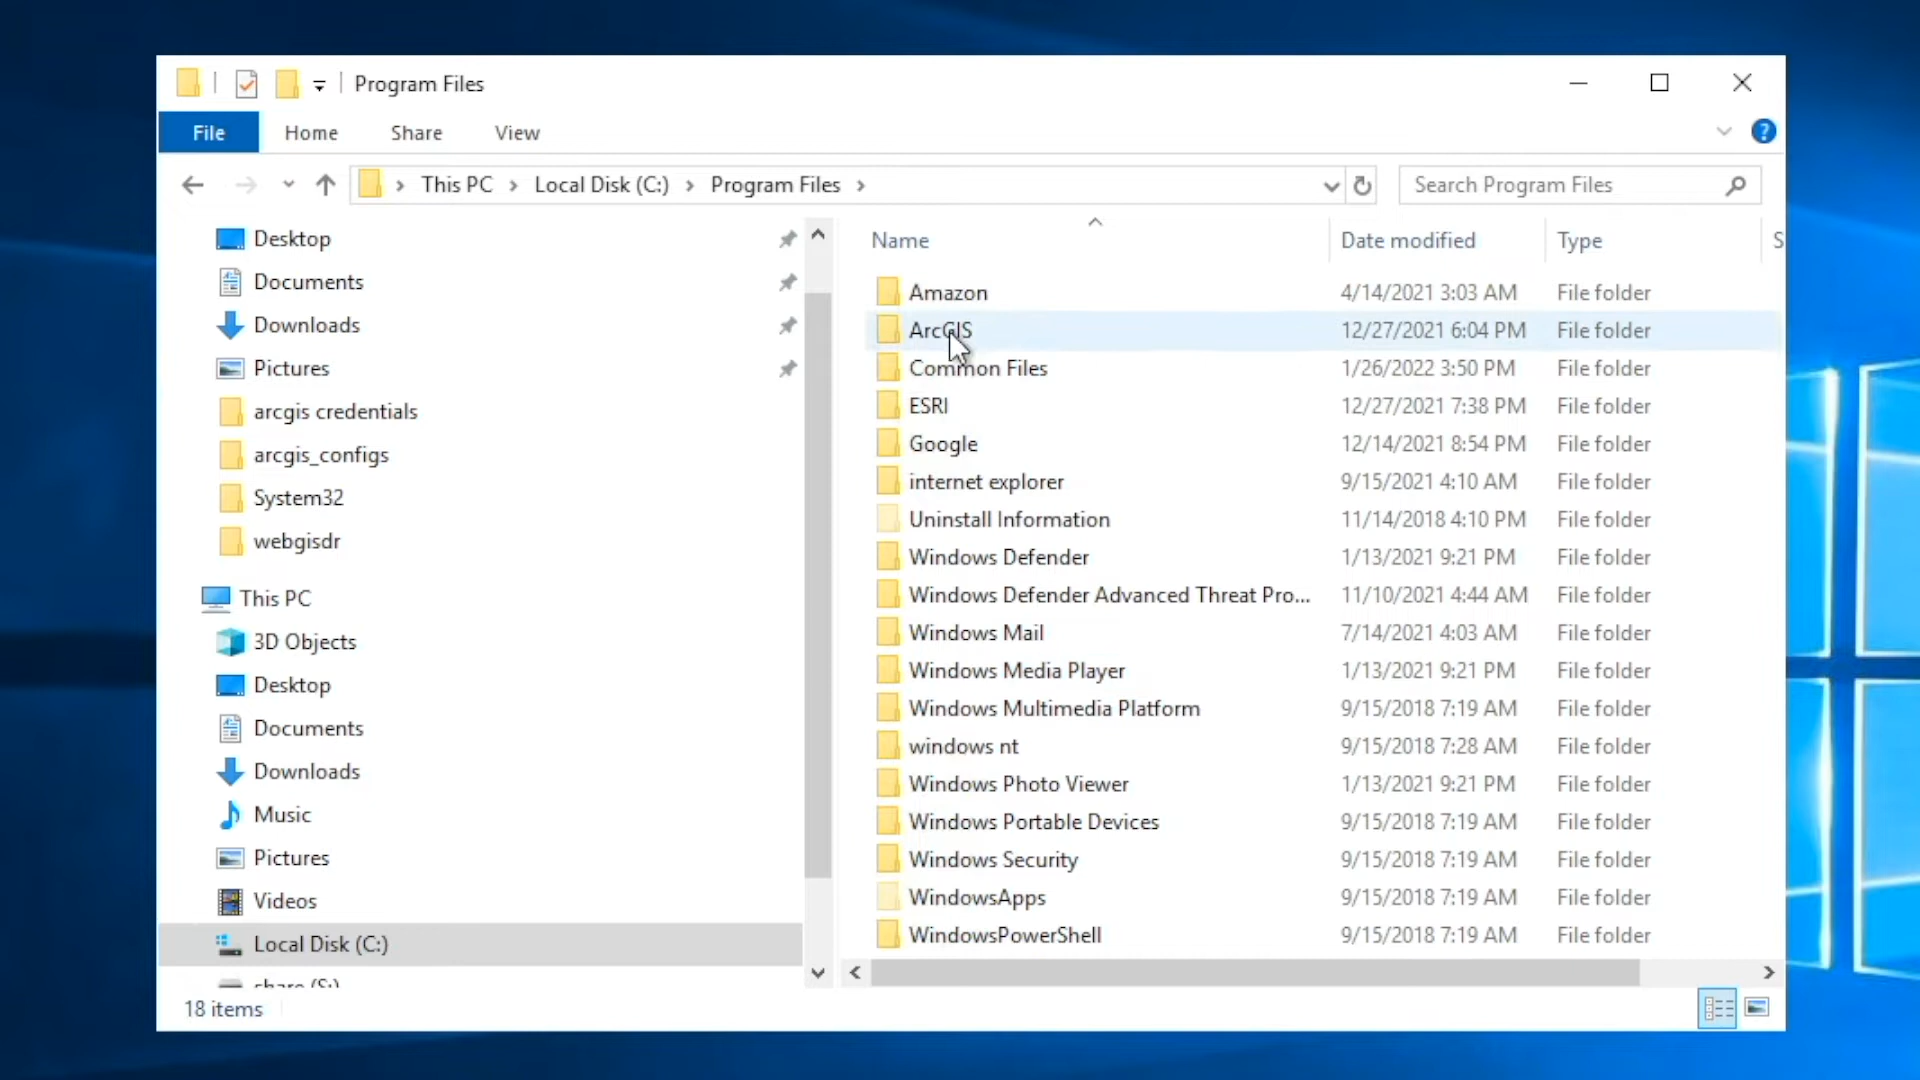 Program Files
File Home Share View
This PC Local Disk (C:) Program Files
Search Program Files
Desktop
Documents
Downloads
Pictures
arcgis credentials
arcgis_configs
System32
webgisdr
This PC
3D Objects
Desktop
Documents
Downloads
Music
Pictures
Videos
Local Disk (C:)
share (S:)
Name Date modified Type S
Amazon 4/14/2021 3:03 AM File folder
ArcGIS 12/27/2021 6:04 PM File folder
Common Files 1/26/2022 3:50 PM File folder
ESRI 12/27/2021 7:38 PM File folder
Google 12/14/2021 8:54 PM File folder
internet explorer 9/15/2021 4:10 AM File folder
Uninstall Information 11/14/2018 4:10 PM File folder
Windows Defender 1/13/2021 9:21 PM File folder
Windows Defender Advanced Threat Pro... 11/10/2021 4:44 AM File folder
Windows Mail 7/14/2021 4:03 AM File folder
Windows Media Player 1/13/2021 9:21 PM File folder
Windows Multimedia Platform 9/15/2018 7:19 AM File folder
windows nt 9/15/2018 7:28 AM File folder
Windows Photo Viewer 1/13/2021 9:21 PM File folder
Windows Portable Devices 9/15/2018 7:19 AM File folder
Windows Security 9/15/2018 7:19 AM File folder
WindowsApps 9/15/2018 7:19 AM File folder
WindowsPowerShell 9/15/2018 7:19 AM File folder
18 items